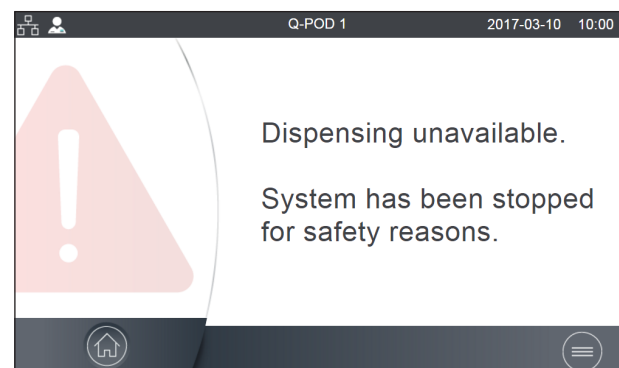 Q-POD 1 2017-03-10 10:00
Dispensing unavailable.
System has been stopped
for safety reasons.